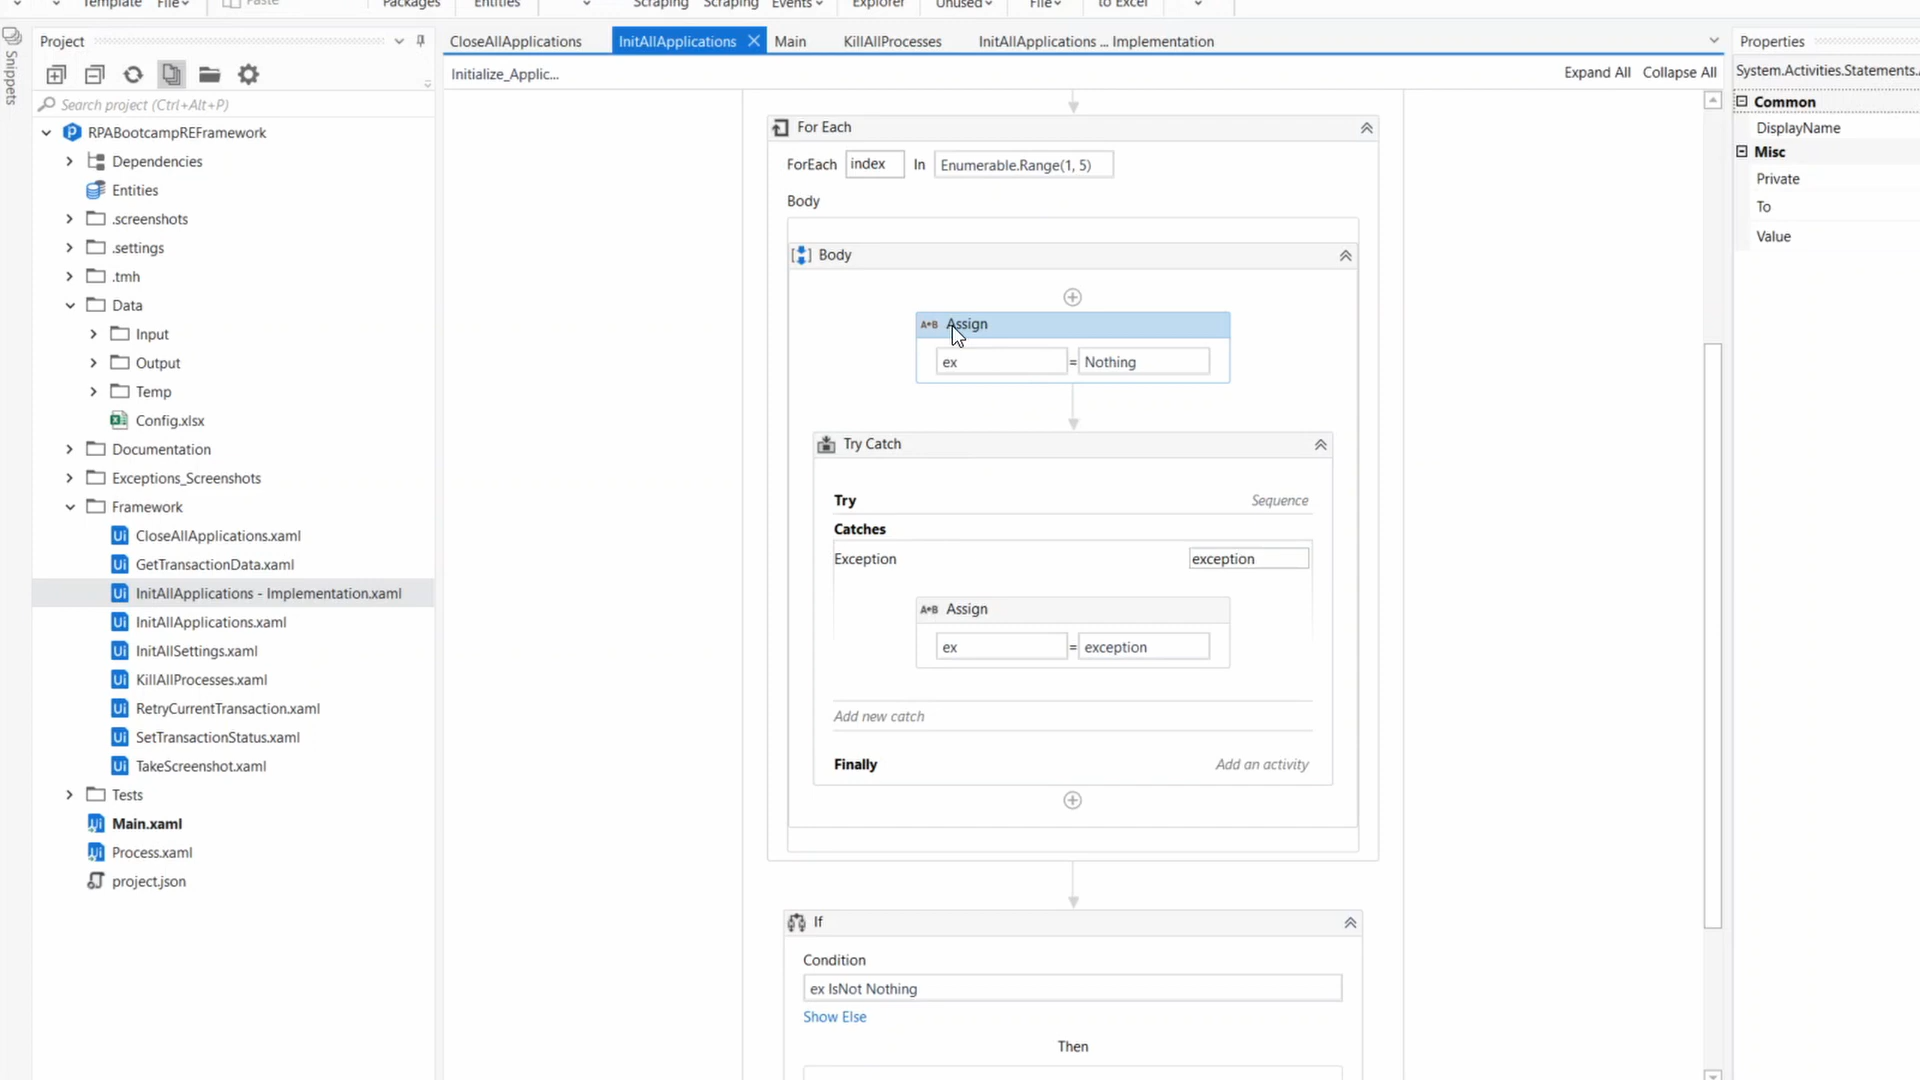 Template
File
Paste
Packages
Entities
Scraping
Scraping
Events
Explorer
Unused
File
to Excel
Snippets
Project
Search project (Ctrl+Alt+P)
RPABootcampREFramework
Dependencies
Entities
.screenshots
.settings
.tmh
Data
Input
Output
Temp
Config.xlsx
Documentation
Exceptions_Screenshots
Framework
CloseAllApplications.xaml
GetTransactionData.xaml
InitAllApplications - Implementation.xaml
InitAllApplications.xaml
InitAllSettings.xaml
KillAllProcesses.xaml
RetryCurrentTransaction.xaml
SetTransactionStatus.xaml
TakeScreenshot.xaml
Tests
Main.xaml
Process.xaml
project.json
CloseAllApplications
InitAllApplications
Main
KillAllProcesses
InitAllApplications ... Implementation
Initialize_Applic...
Expand All
Collapse All
For Each
ForEach index In Enumerable.Range(1, 5)
Body
Body
A*B Assign
ex = Nothing
Try Catch
Try
Sequence
Catches
Exception
exception
A*B Assign
ex = exception
Add new catch
Finally
Add an activity
If
Condition
ex IsNot Nothing
Show Else
Then
Properties
System.Activities.Statements.
Common
DisplayName
Misc
Private
To
Value